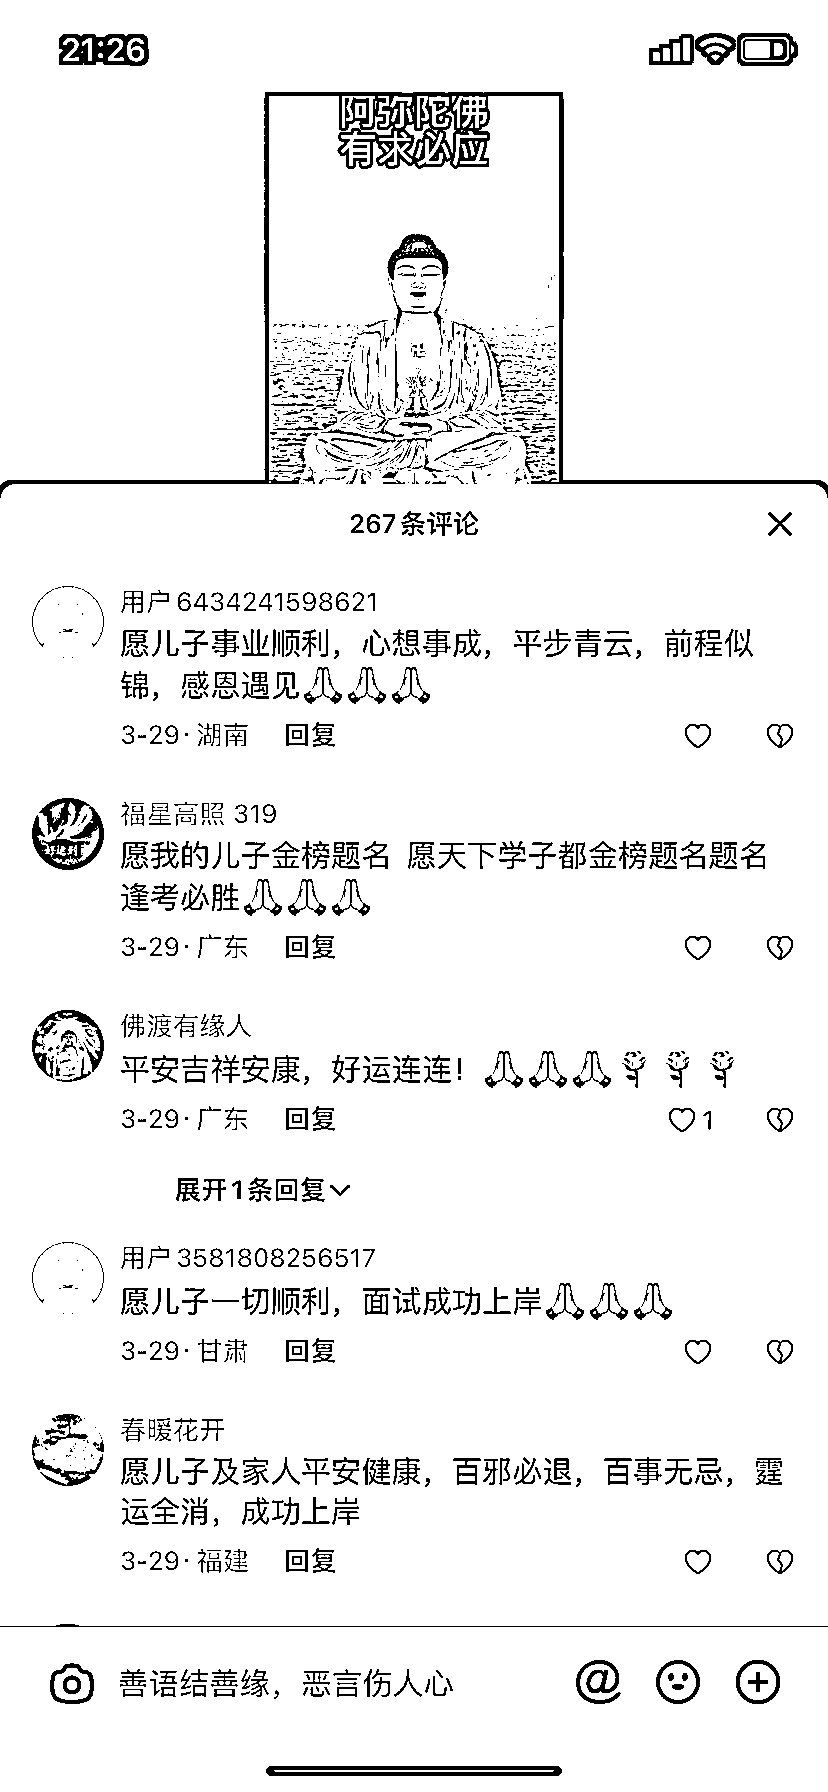 21:26
阿弥陀佛
有求必应
卍
267条评论
用户6434241598621
愿儿子事业顺利，心想事成，平步青云，前程似
锦，感恩遇见🙏🙏🙏
3-29·湖南 回复
福星高照 319
愿我的儿子金榜题名 愿天下学子都金榜题名题名
逢考必胜🙏🙏🙏
3-29·广东 回复
佛渡有缘人
平安吉祥安康，好运连连！🙏🙏🙏🌹🌹🌹
3-29·广东 回复 1
展开1条回复
用户3581808256517
愿儿子一切顺利，面试成功上岸🙏🙏🙏
3-29·甘肃 回复
春暖花开
愿儿子及家人平安健康，百邪必退，百事无忌，霆
运全消，成功上岸
3-29·福建 回复
善语结善缘，恶言伤人心